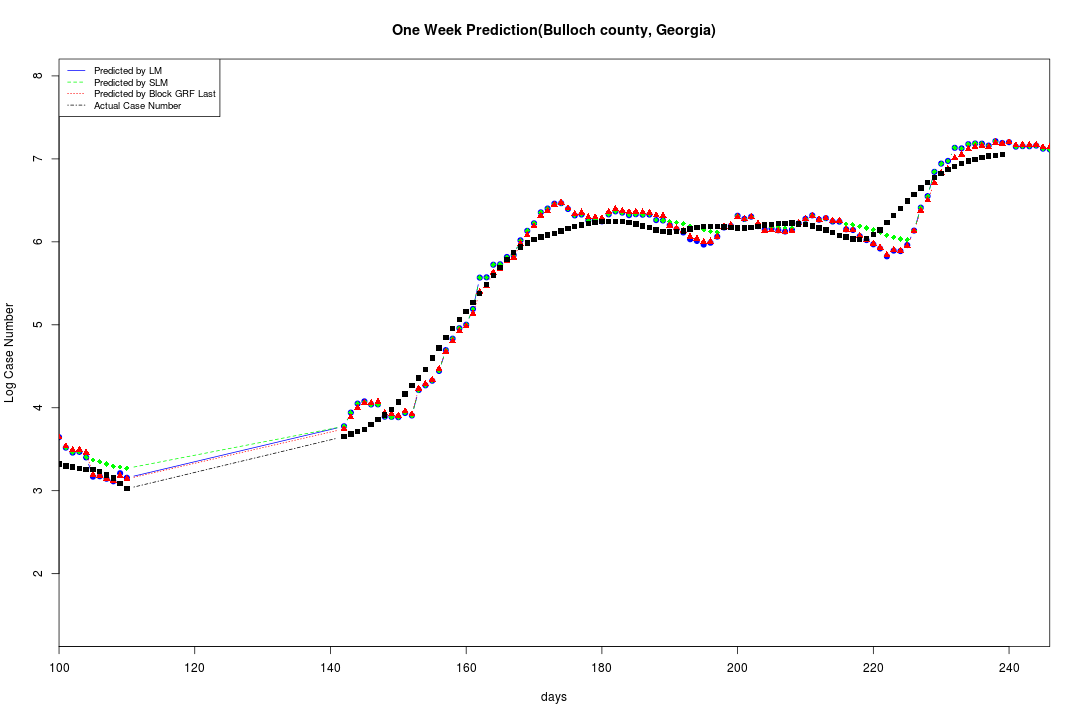 One Week Prediction(Bulloch county, Georgia)
Predicted by LM
Predicted by SLM
Predicted by Block GRF Last
Actual Case Number
8
7
6
5
4
3
2
Log Case Number
100 120 140 160 180 200 220 240
days